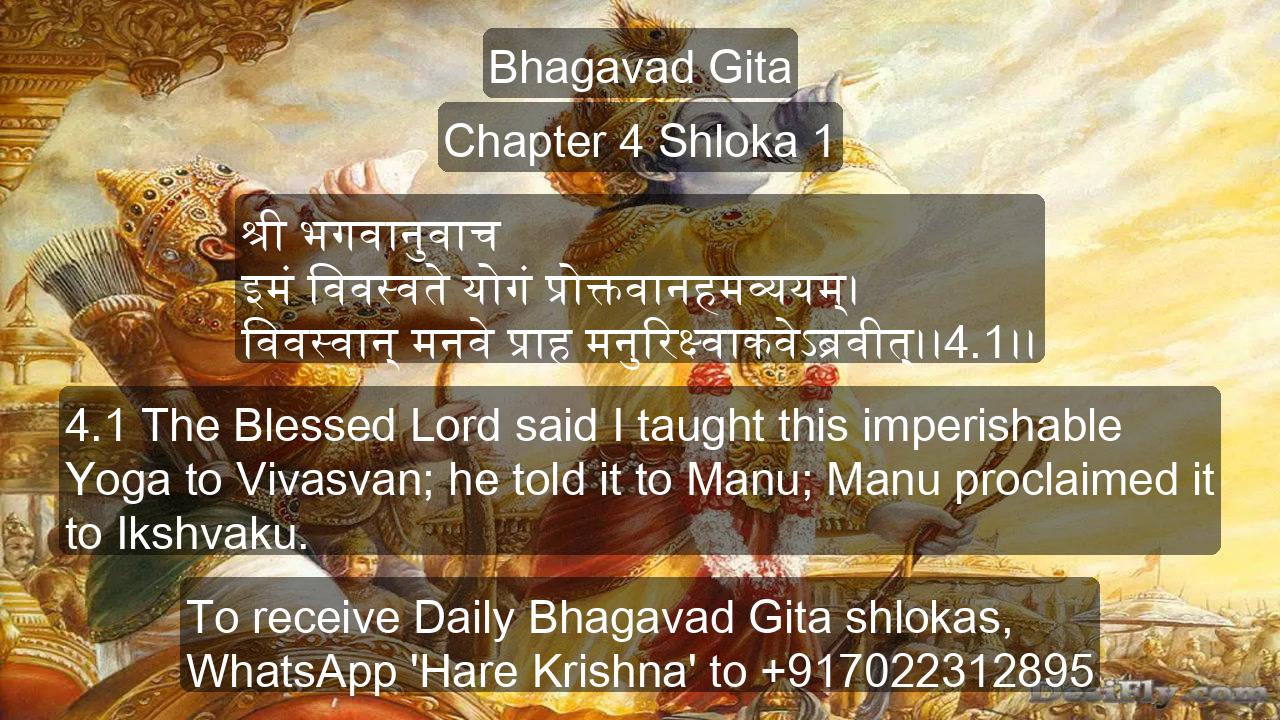 Bhagavad Gita
Chapter 4 Shloka 1
श्री भगवानुवाच
इमं विवस्वते योगं प्रोक्तवानहमव्ययम्।
विवस्वान् मनवे प्राह मनुरिक्ष्वाकवेऽब्रवीत्।।4.1।।
4.1 The Blessed Lord said I taught this imperishable
Yoga to Vivasvan; he told it to Manu; Manu proclaimed it
to Ikshvaku.
To receive Daily Bhagavad Gita shlokas,
WhatsApp 'Hare Krishna' to +917022312895
DesiFly.com